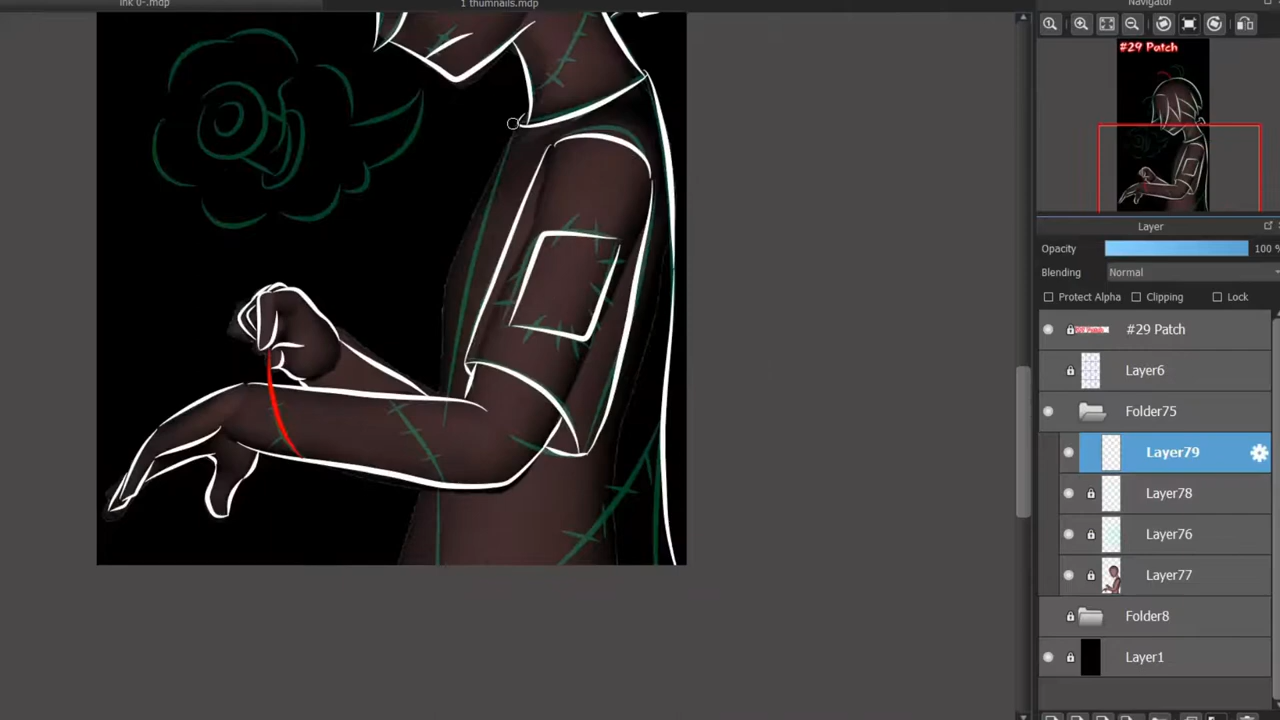 ink 0-.mdp
1 thumnails.mdp
Navigator
#29 Patch
Layer
Opacity
100 %
Blending
Normal
Protect Alpha
Clipping
Lock
#29 Patch
Layer6
Folder75
Layer79
Layer78
Layer76
Layer77
Folder8
Layer1